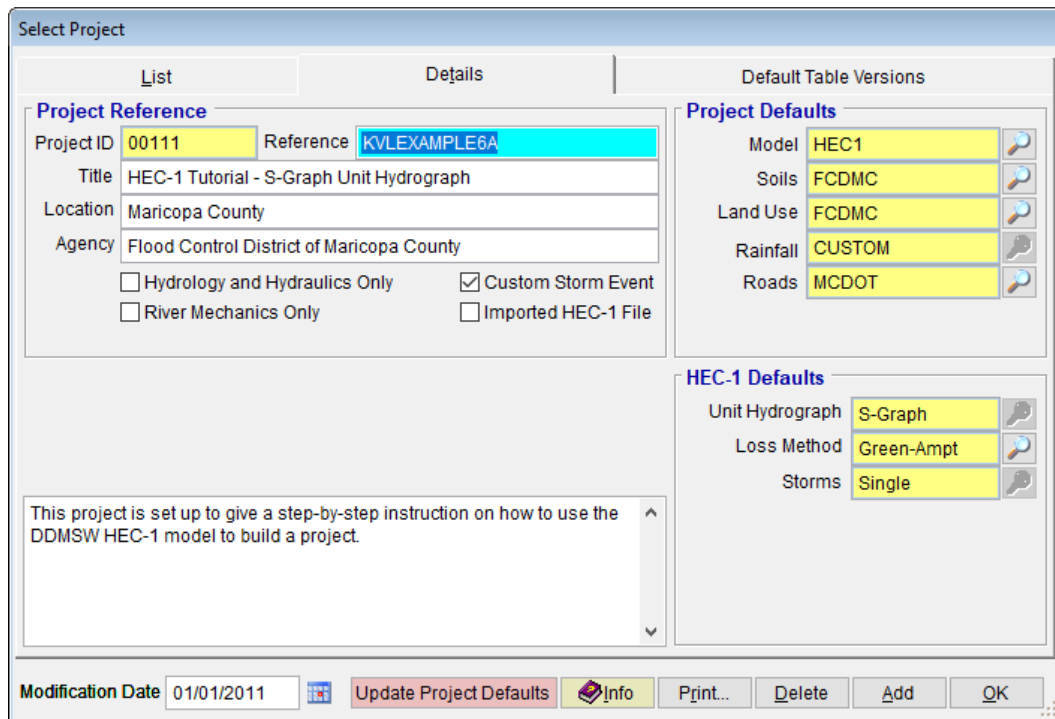 Select Project
List Details Default Table Versions
Project Reference
Project ID 00111 Reference KVLEXAMPLE6A
Title HEC-1 Tutorial - S-Graph Unit Hydrograph
Location Maricopa County
Agency Flood Control District of Maricopa County
Hydrology and Hydraulics Only Custom Storm Event
River Mechanics Only Imported HEC-1 File
Project Defaults
Model HEC1
Soils FCDMC
Land Use FCDMC
Rainfall CUSTOM
Roads MCDOT
HEC-1 Defaults
Unit Hydrograph S-Graph
Loss Method Green-Ampt
Storms Single
This project is set up to give a step-by-step instruction on how to use the
DDMSW HEC-1 model to build a project.
Modification Date 01/01/2011 Update Project Defaults Info Print... Delete Add OK